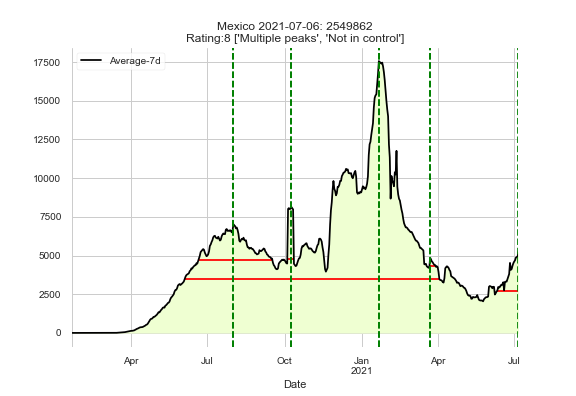 Mexico 2021-07-06: 2549862
Rating:8 ['Multiple peaks', 'Not in control']
Average-7d
17500
15000
12500
10000
7500
5000
2500
0
Apr
Jul
Oct
Jan
2021
Apr
Jul
Date